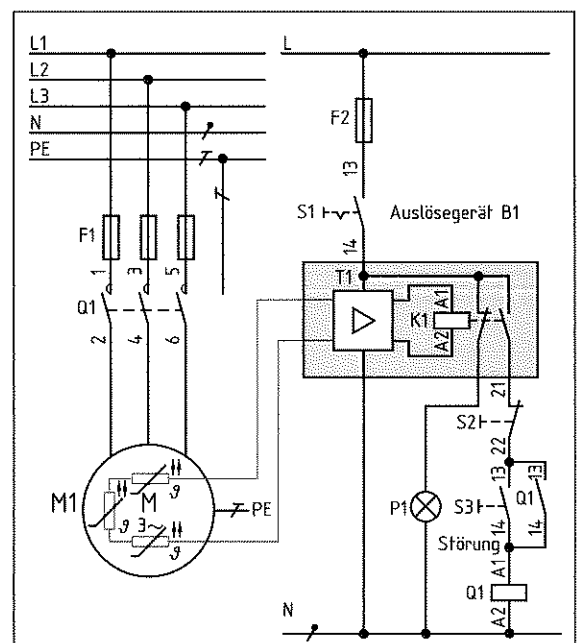 L1
L
L2
L3
F2
N
PE
13
S1
Auslösegerät B1
F1
14
1
3
5
T1
Q1
A1
K1
A2
2
4
6
21
S2
22
M1
M
3~
ϑ
ϑ
ϑ
PE
P1
13
13
S3
Q1
14
14
Störung
A1
Q1
A2
N